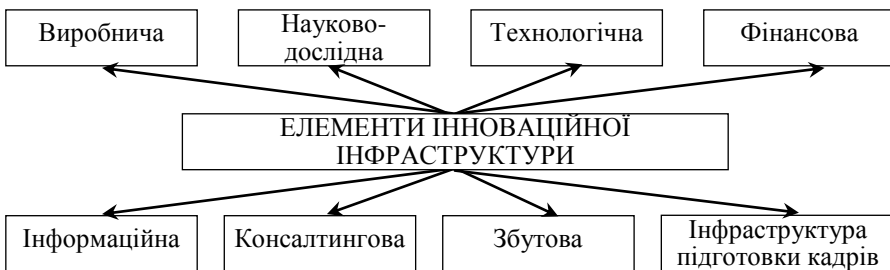 Виробнича
Науково-
дослідна
Технологічна
Фінансова
ЕЛЕМЕНТИ ІННОВАЦІЙНОЇ
ІНФРАСТРУКТУРИ
Інформаційна
Консалтингова
Збутова
Інфраструктура
підготовки кадрів